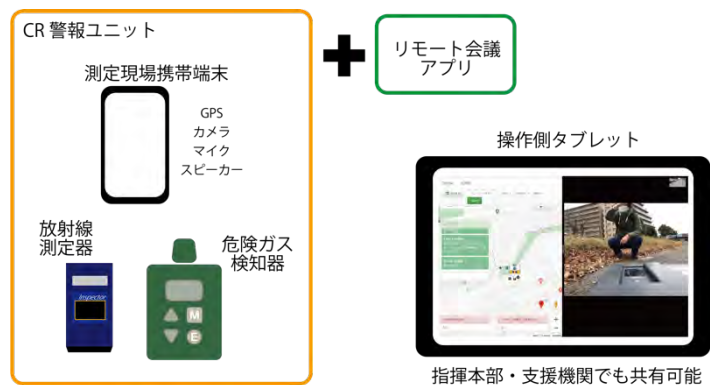 CR 警報ユニット
測定現場携帯端末
GPS
カメラ
マイク
スピーカー
放射線
測定器
Inspector
危険ガス
検知器
M
E
リモート会議
アプリ
操作側タブレット
指揮本部・支援機関でも共有可能